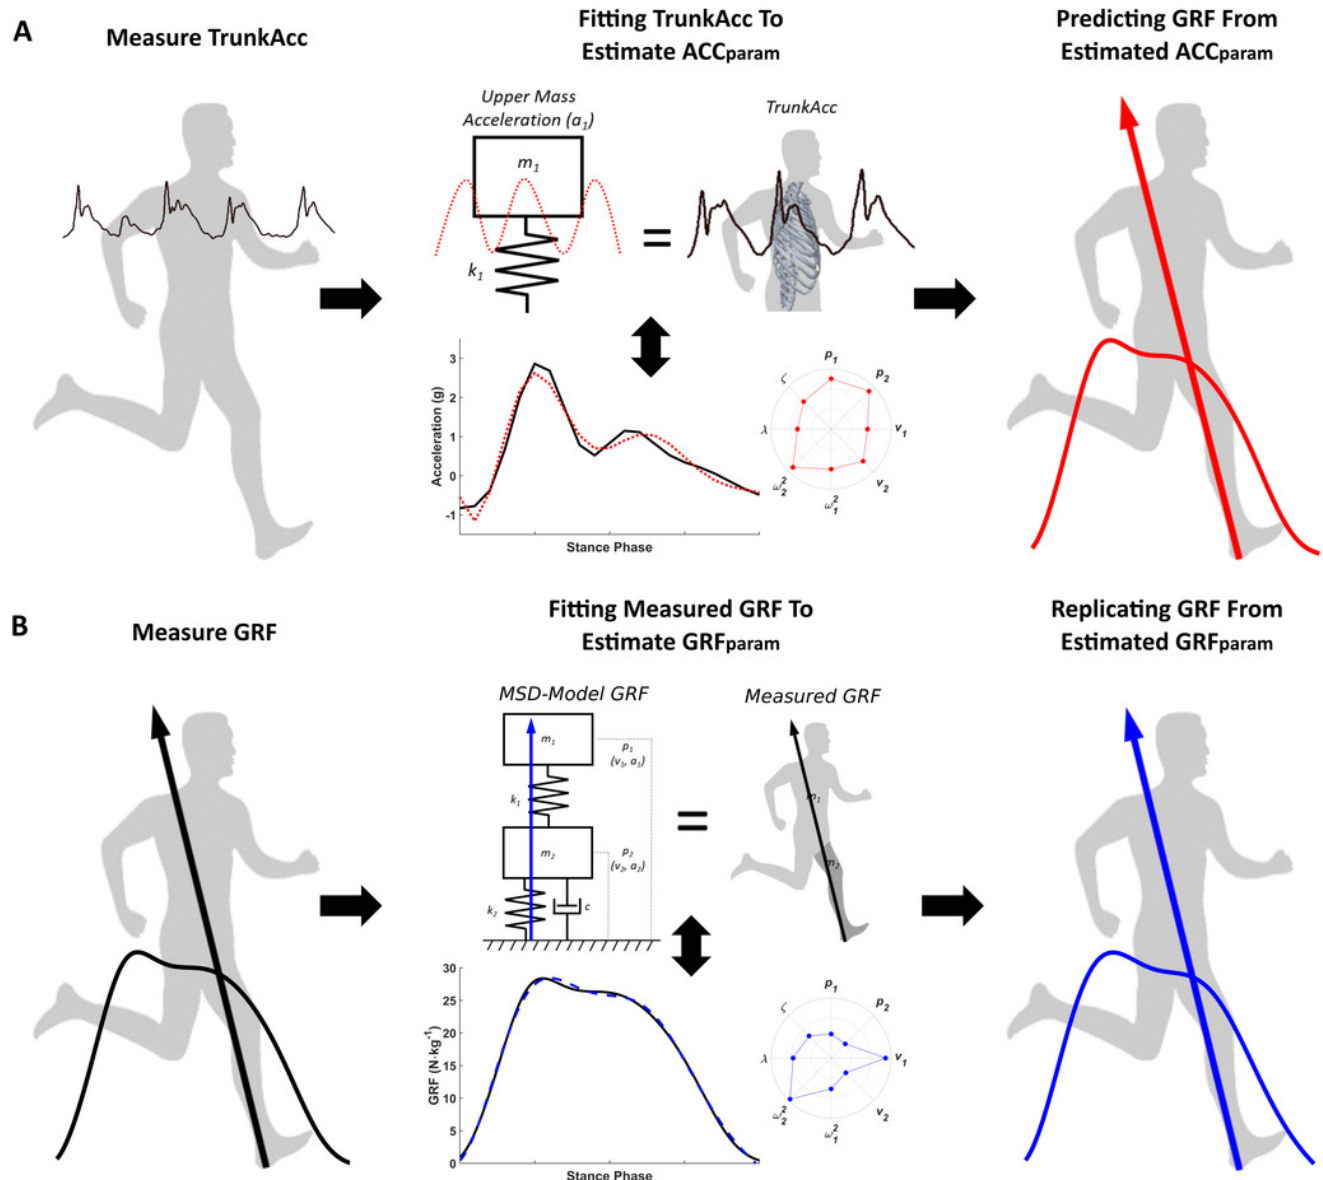 A
Measure TrunkAcc
Fitting TrunkAcc To
Estimate ACCparam
Predicting GRF From
Estimated ACCparam
Upper Mass
Acceleration (a₁)
m₁
k₁
=
TrunkAcc
Acceleration (g)
3
2
1
0
-1
Stance Phase
p₁
p₂
v₁
v₂
ω₁²
ω₂²
λ
ζ
B
Measure GRF
Fitting Measured GRF To
Estimate GRFparam
Replicating GRF From
Estimated GRFparam
MSD-Model GRF
m₁
p₁
(v₁, a₁)
k₁
m₂
p₂
(v₂, a₂)
k₂
c
=
Measured GRF
m₁
m₂
GRF (N·kg⁻¹)
30
25
20
15
10
5
0
Stance Phase
p₁
p₂
v₁
v₂
ω₁²
ω₂²
λ
ζ